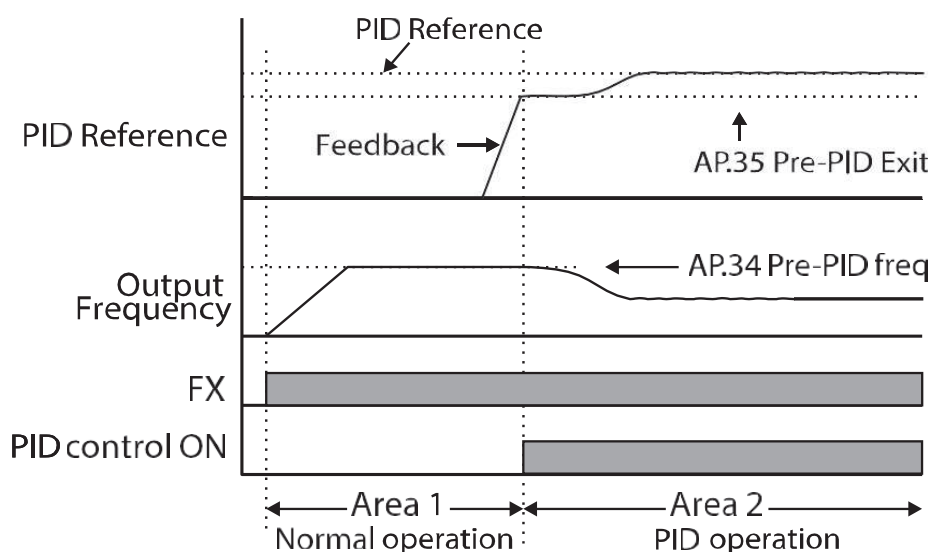 PID Reference
PID Reference
Feedback
AP.35 Pre-PID Exit
AP.34 Pre-PID freq
Output
Frequency
FX
PID control ON
Area 1
Normal operation
Area 2
PID operation